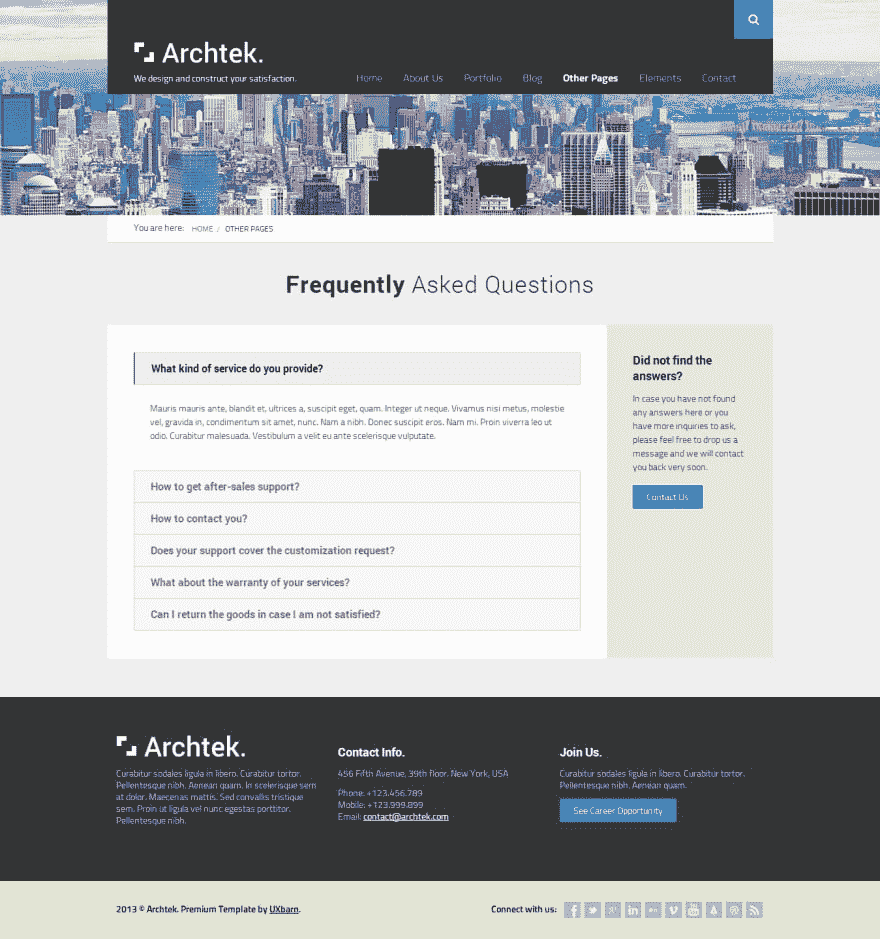 Archtek.
We design and construct your satisfaction.
Home About Us Portfolio Blog Other Pages Elements Contact
You are here: HOME / OTHER PAGES
Frequently Asked Questions
What kind of service do you provide?
Mauris mauris ante, blandit et, ultrices a, suscipit eget, quam. Integer ut neque. Vivamus nisi metus, molestie
vel, gravida in, condimentum sit amet, nunc. Nam a nibh. Donec suscipit eros. Nam mi. Proin viverra leo ut
odio. Curabitur malesuada. Vestibulum a velit eu ante scelerisque vulputate.
How to get after-sales support?
How to contact you?
Does your support cover the customization request?
What about the warranty of your services?
Can I return the goods in case I am not satisfied?
Did not find the
answers?
In case you have not found
any answers here or you
have more inquiries to ask,
please feel free to drop us a
message and we will contact
you back very soon.
Contact Us
Archtek.
Curabitur sodales ligula in libero. Curabitur tortor.
Pellentesque nibh. Aenean quam. In scelerisque sem
at dolor. Maecenas mattis. Sed convallis tristique
sem. Proin ut ligula vel nunc egestas porttitor.
Pellentesque nibh.
Contact Info.
456 Fifth Avenue, 39th floor. New York, USA
Phone: +123.456.789
Mobile: +123.999.899
Email: contact@archtek.com
Join Us.
Curabitur sodales ligula in libero. Curabitur tortor.
Pellentesque nibh. Aenean quam.
See Career Opportunity
2013 © Archtek. Premium Template by UXbarn.
Connect with us: